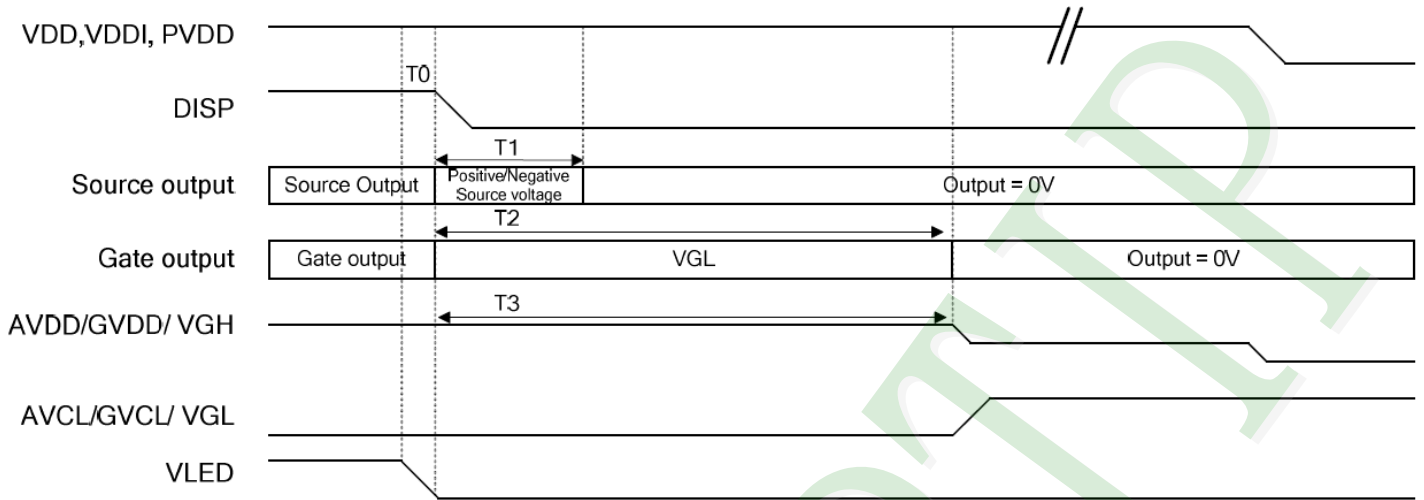 VDD,VDDI, PVDD
T0
DISP
T1
Source output
Source Output
Positive/Negative
Source voltage
Output = 0V
T2
Gate output
Gate output
VGL
Output = 0V
T3
AVDD/GVDD/ VGH
AVCL/GVCL/ VGL
VLED